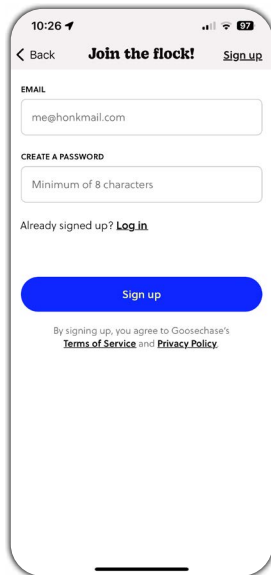 10:26
97
Back
Join the flock!
Sign up
EMAIL
me@honkmail.com
CREATE A PASSWORD
Minimum of 8 characters
Already signed up? Log in
Sign up
By signing up, you agree to Goosechase's
Terms of Service and Privacy Policy.